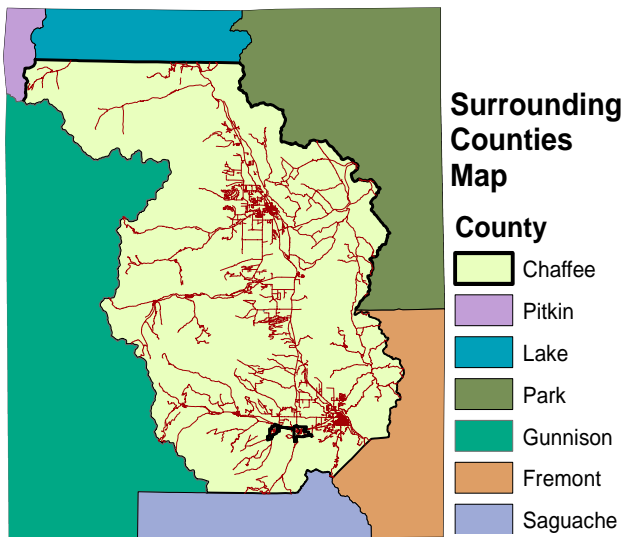 Surrounding
Counties
Map
County
Chaffee
Pitkin
Lake
Park
Gunnison
Fremont
Saguache